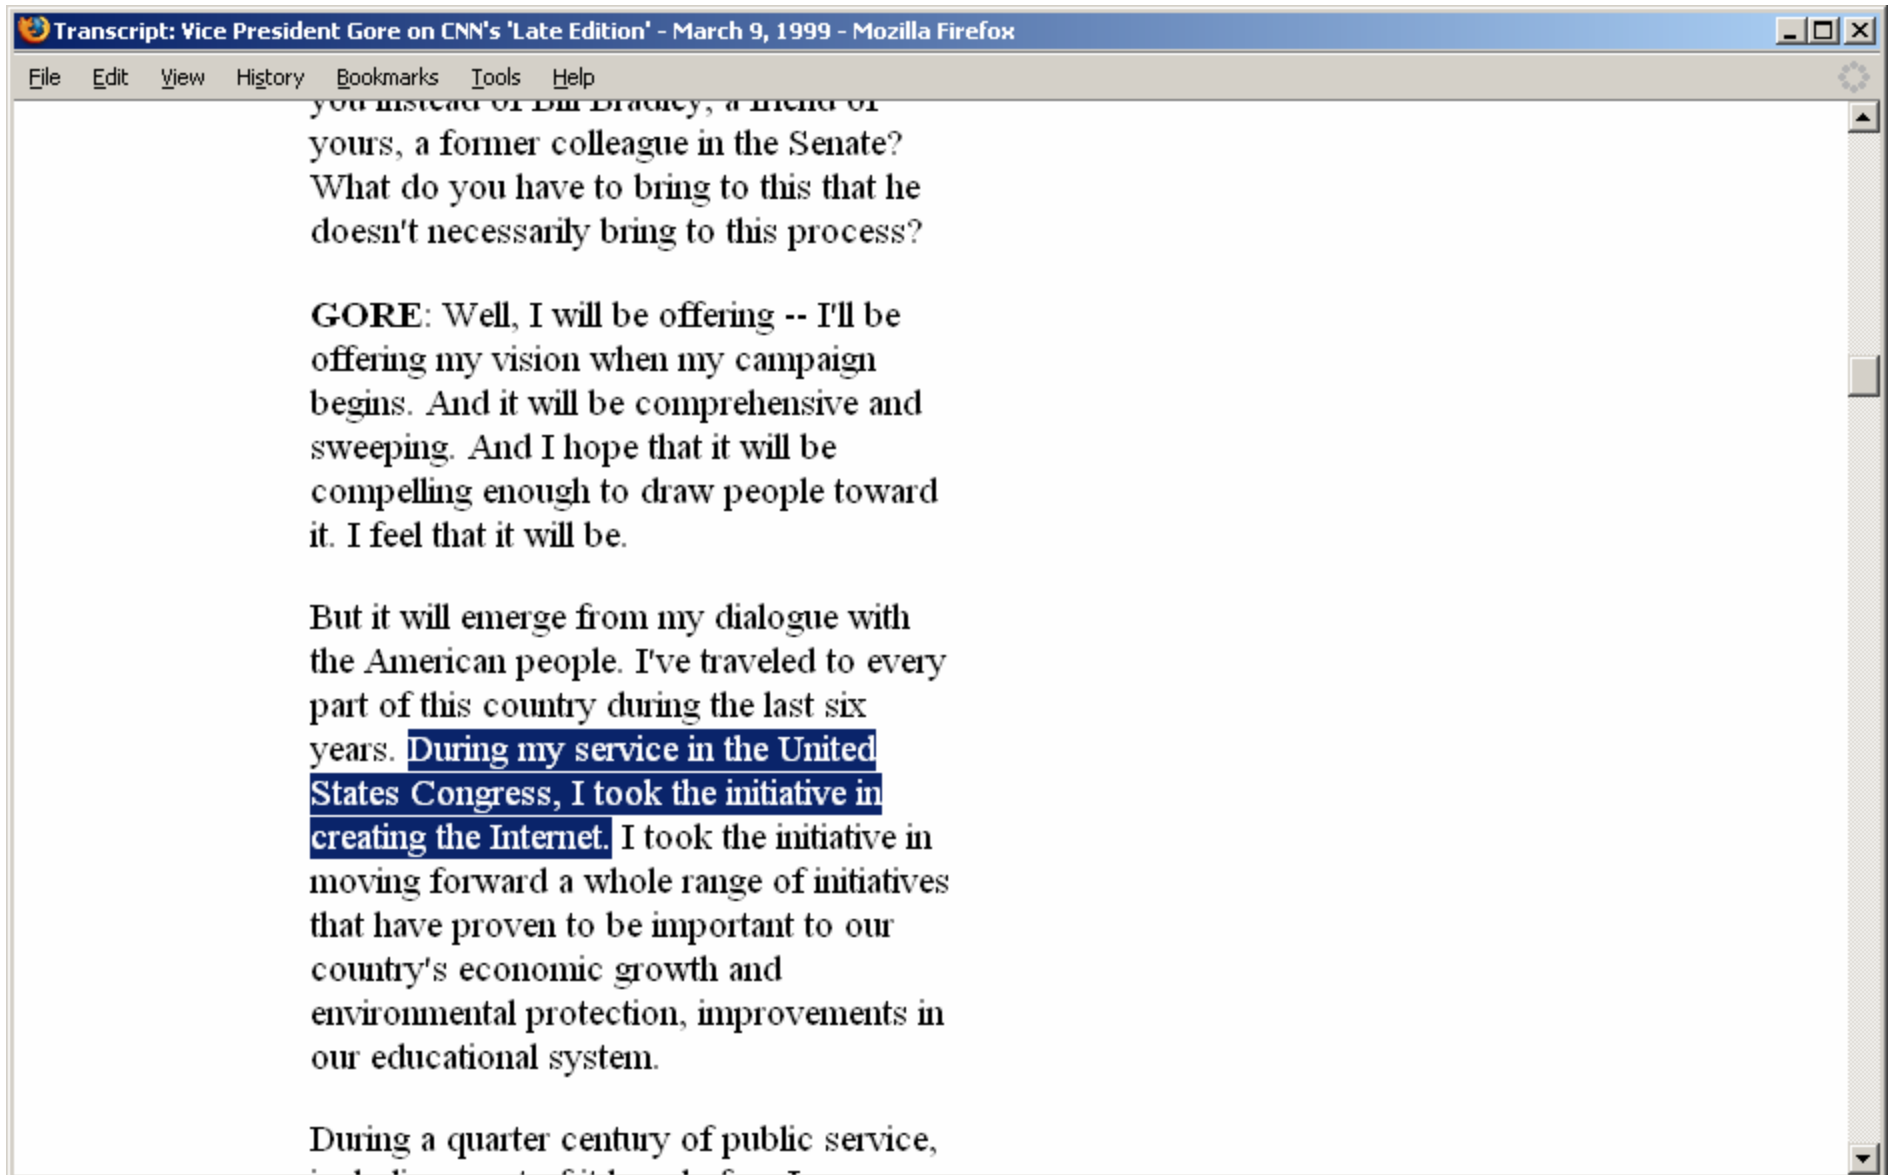 Transcript: Vice President Gore on CNN's 'Late Edition' - March 9, 1999 - Mozilla Firefox
File Edit View History Bookmarks Tools Help
you instead of Bill Bradley, a friend of
yours, a former colleague in the Senate?
What do you have to bring to this that he
doesn't necessarily bring to this process?
GORE: Well, I will be offering -- I'll be
offering my vision when my campaign
begins. And it will be comprehensive and
sweeping. And I hope that it will be
compelling enough to draw people toward
it. I feel that it will be.
But it will emerge from my dialogue with
the American people. I've traveled to every
part of this country during the last six
years. During my service in the United
States Congress, I took the initiative in
creating the Internet. I took the initiative in
moving forward a whole range of initiatives
that have proven to be important to our
country's economic growth and
environmental protection, improvements in
our educational system.
During a quarter century of public service,